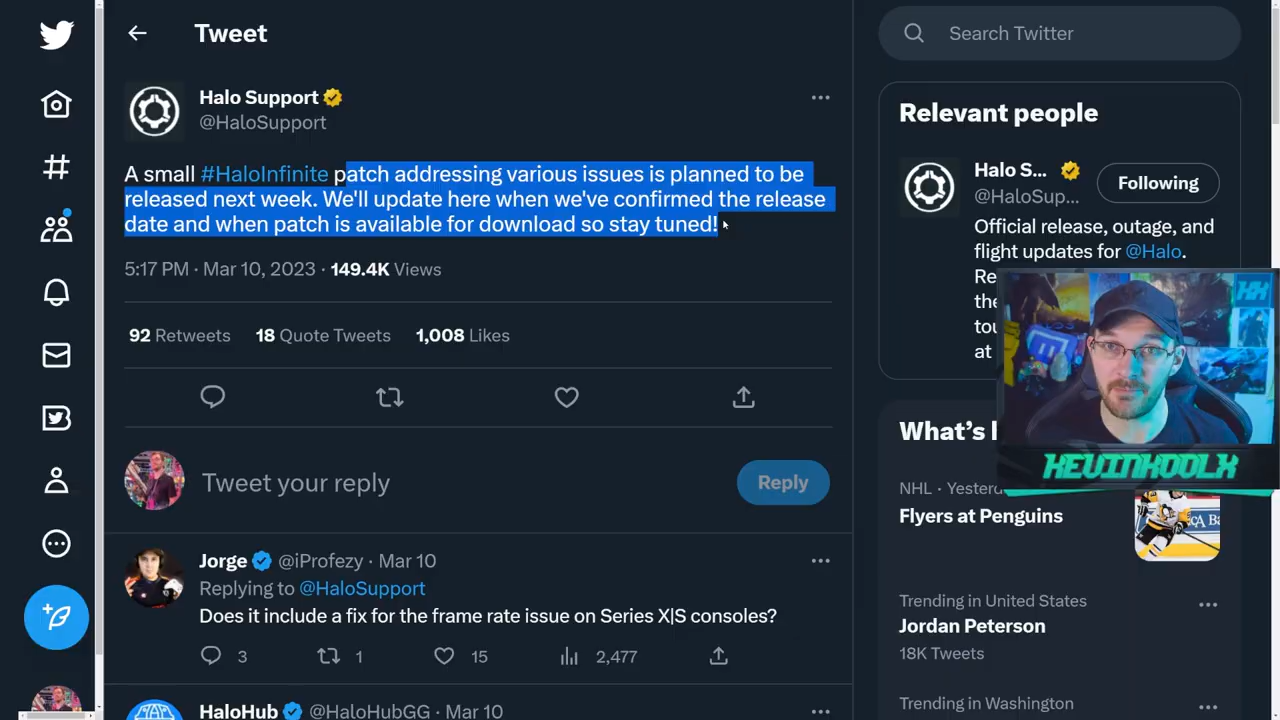 Tweet
Search Twitter
Halo Support
@HaloSupport
A small #HaloInfinite patch addressing various issues is planned to be
released next week. We'll update here when we've confirmed the release
date and when patch is available for download so stay tuned!
5:17 PM · Mar 10, 2023 · 149.4K Views
92 Retweets 18 Quote Tweets 1,008 Likes
Tweet your reply
Reply
Jorge @iProfezy · Mar 10
Replying to @HaloSupport
Does it include a fix for the frame rate issue on Series X|S consoles?
3 1 15 2,477
HaloHub @HaloHubGG · Mar 10
Relevant people
Halo S...
@HaloSup...
Following
Official release, outage, and
flight updates for @Halo.
at
KEVINKOOLX
NHL · Yesterd
Flyers at Penguins
Trending in United States
Jordan Peterson
18K Tweets
Trending in Washington